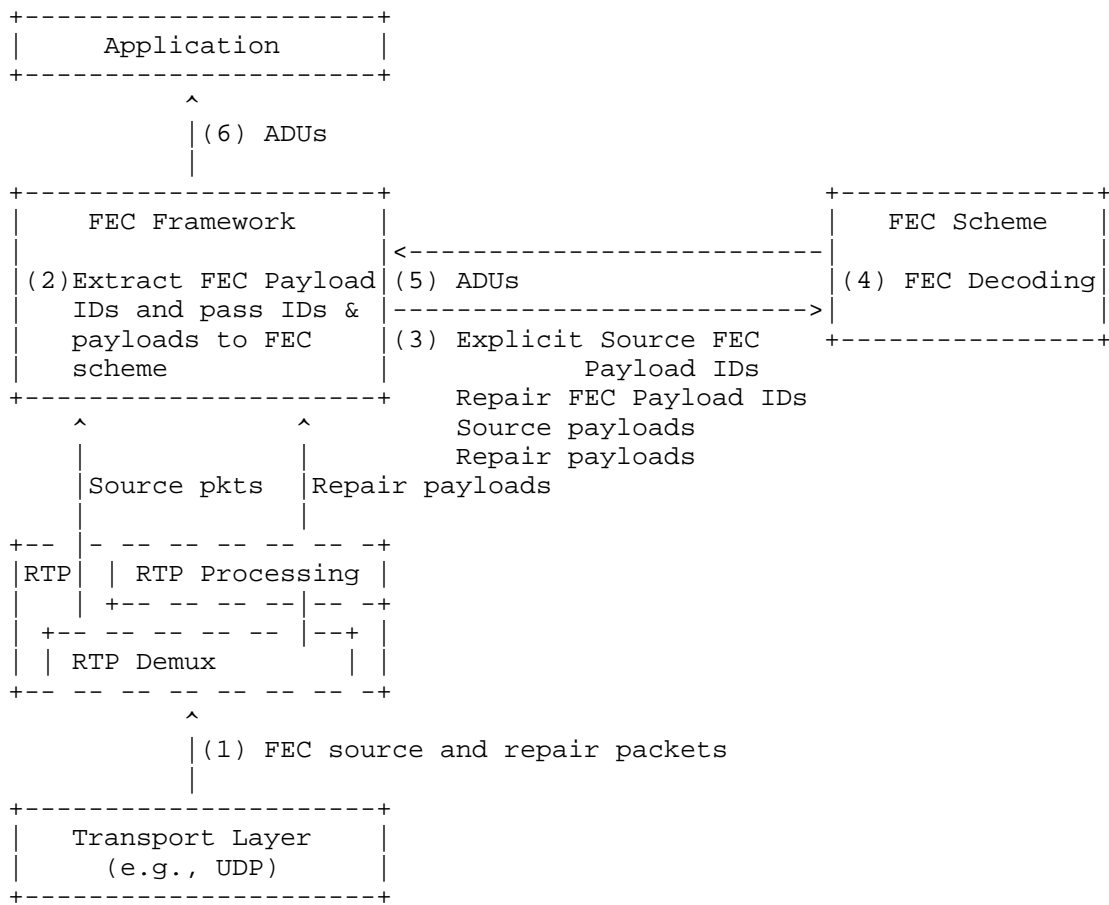 Application
(6) ADUs
FEC Framework FEC Scheme
(2)Extract FEC Payload (5) ADUs (4) FEC Decoding
IDs and pass IDs &
payloads to FEC (3) Explicit Source FEC
scheme Payload IDs
Repair FEC Payload IDs
Source payloads
Repair payloads
Source pkts Repair payloads
RTP RTP Processing
RTP Demux
(1) FEC source and repair packets
Transport Layer
(e.g., UDP)